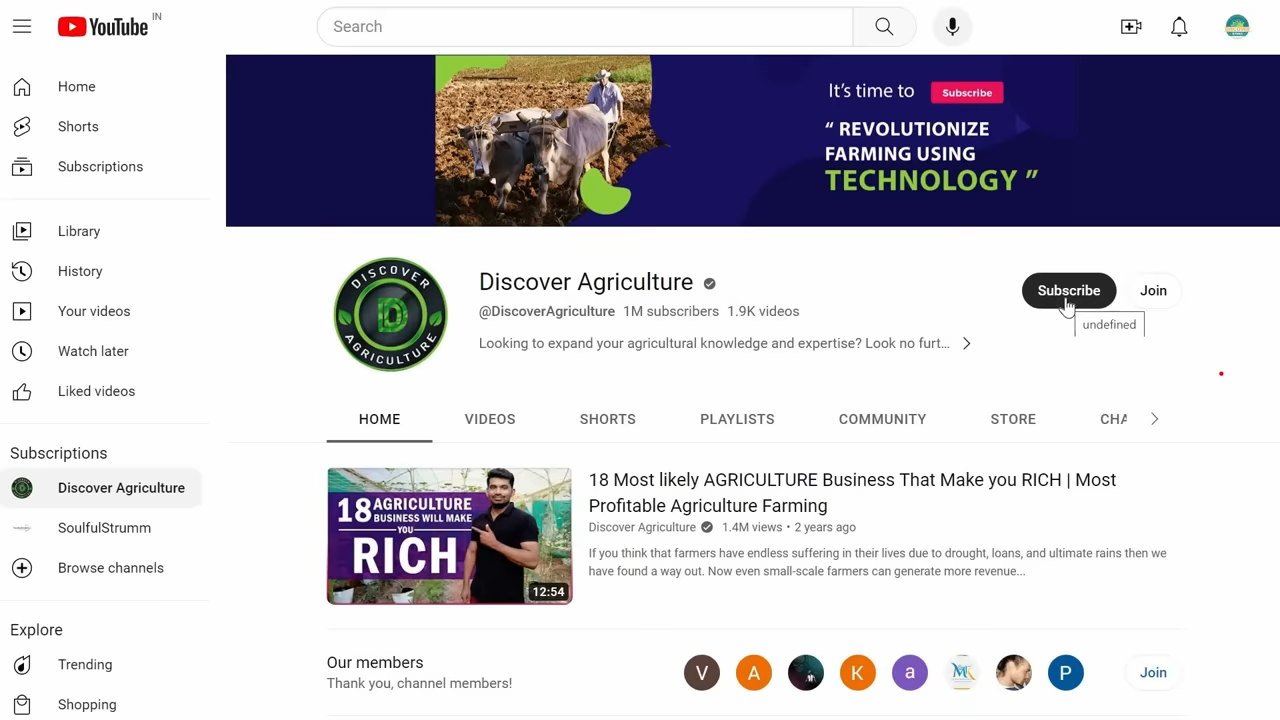 YouTube IN
Search
Home
Shorts
Subscriptions
Library
History
Your videos
Watch later
Liked videos
Subscriptions
Discover Agriculture
SoulfulStrumm
Browse channels
Explore
Trending
Shopping
It's time to Subscribe
“ REVOLUTIONIZE
FARMING USING
TECHNOLOGY ”
DISCOVER
D
AGRICULTURE
Discover Agriculture
@DiscoverAgriculture 1M subscribers 1.9K videos
Looking to expand your agricultural knowledge and expertise? Look no furt...
Subscribe
Join
undefined
HOME VIDEOS SHORTS PLAYLISTS COMMUNITY STORE CHA
18 AGRICULTURE
BUSINESS WILL MAKE
YOU
RICH
12:54
18 Most likely AGRICULTURE Business That Make you RICH | Most
Profitable Agriculture Farming
Discover Agriculture 1.4M views • 2 years ago
If you think that farmers have endless suffering in their lives due to drought, loans, and ultimate rains then we
have found a way out. Now even small-scale farmers can generate more revenue...
Our members
Thank you, channel members!
V A K a MK P
Join